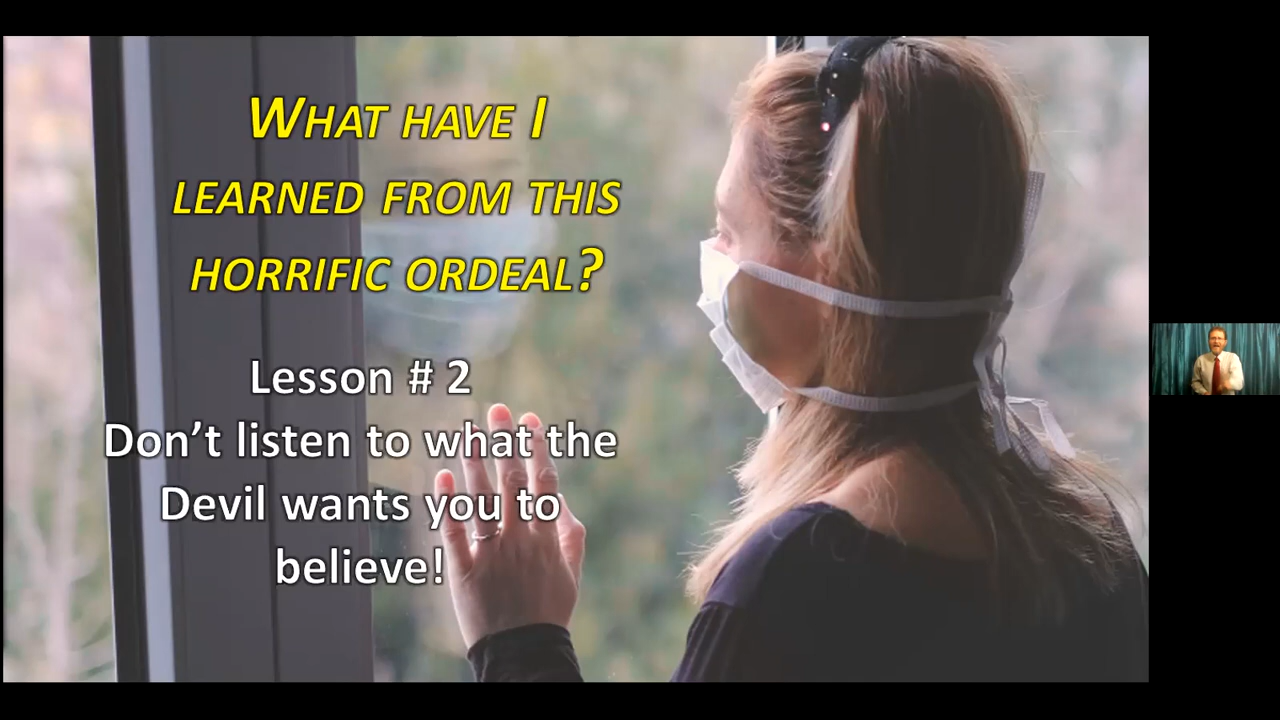 WHAT HAVE I
LEARNED FROM THIS
HORRIFIC ORDEAL?
Lesson # 2
Don’t listen to what the
Devil wants you to
believe!